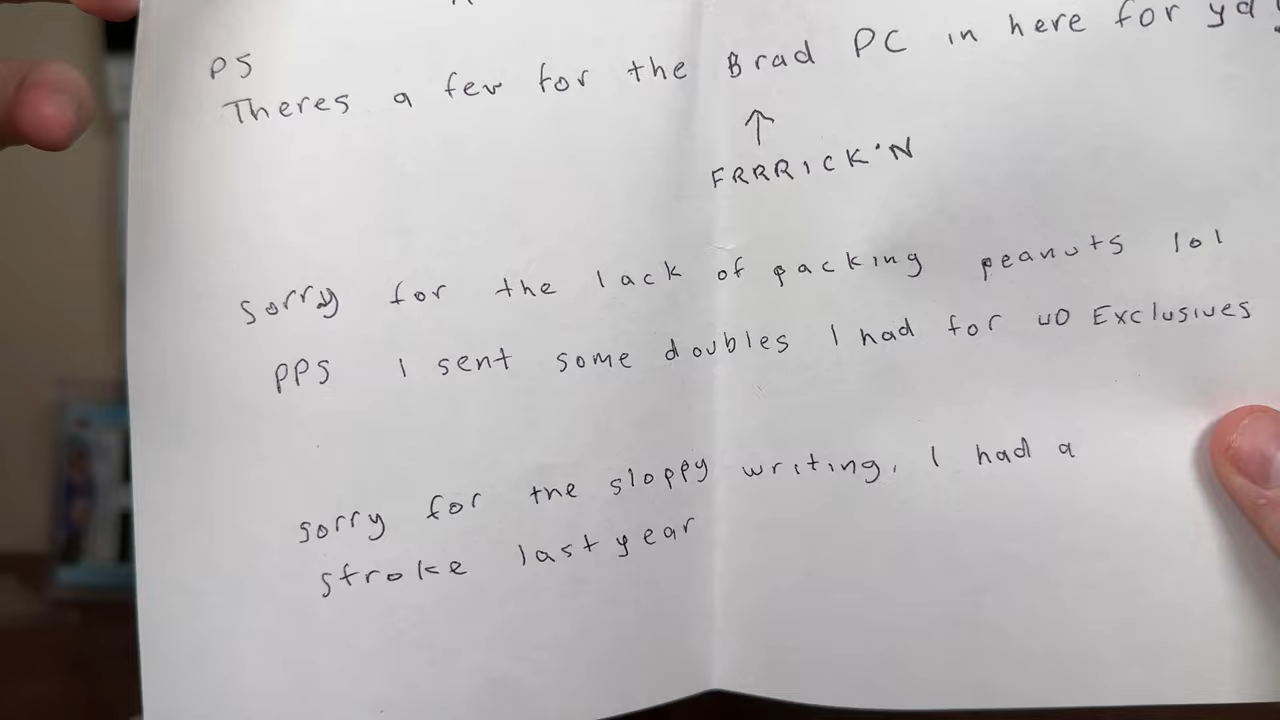 PS
Theres a few for the Brad PC in here for ya!
↑
FRRRICK'N
Sorry for the lack of packing peanuts lol
PPS I sent some doubles I had for UD Exclusives
sorry for the sloppy writing, I had a
stroke last year